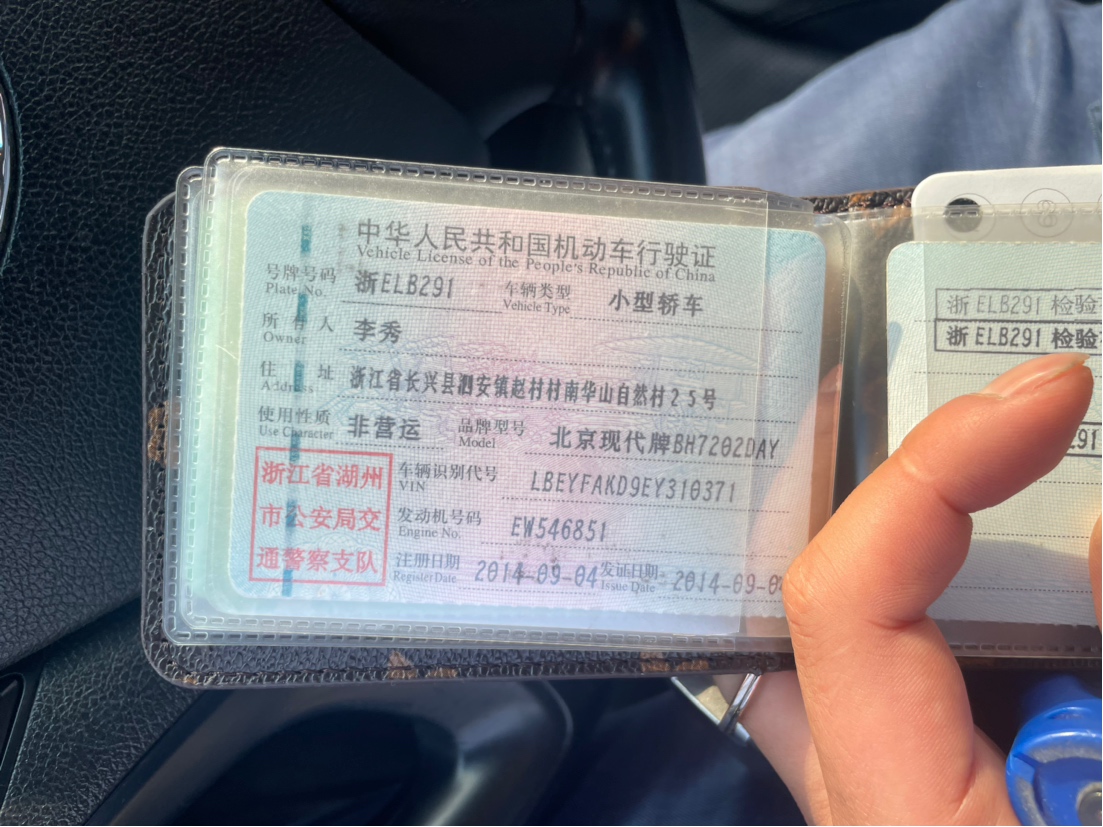 中华人民共和国机动车行驶证
Vehicle License of the People's Republic of China
号牌号码 浙ELB291 车辆类型 小型轿车
Plate No. Vehicle Type
所有人 李秀
Owner
住址 浙江省长兴县泗安镇赵村村南华山自然村25号
Address
使用性质 非营运 品牌型号 北京现代牌BH7202DAY
Use Character Model
浙江省湖州
市公安局交
通警察支队
车辆识别代号 LBEYFAKD9EY310371
VIN
发动机号码 EW546851
Engine No.
注册日期 2014-09-04 发证日期 2014-09-0
Register Date Issue Date
浙ELB291 检验
浙ELB291 检验
291